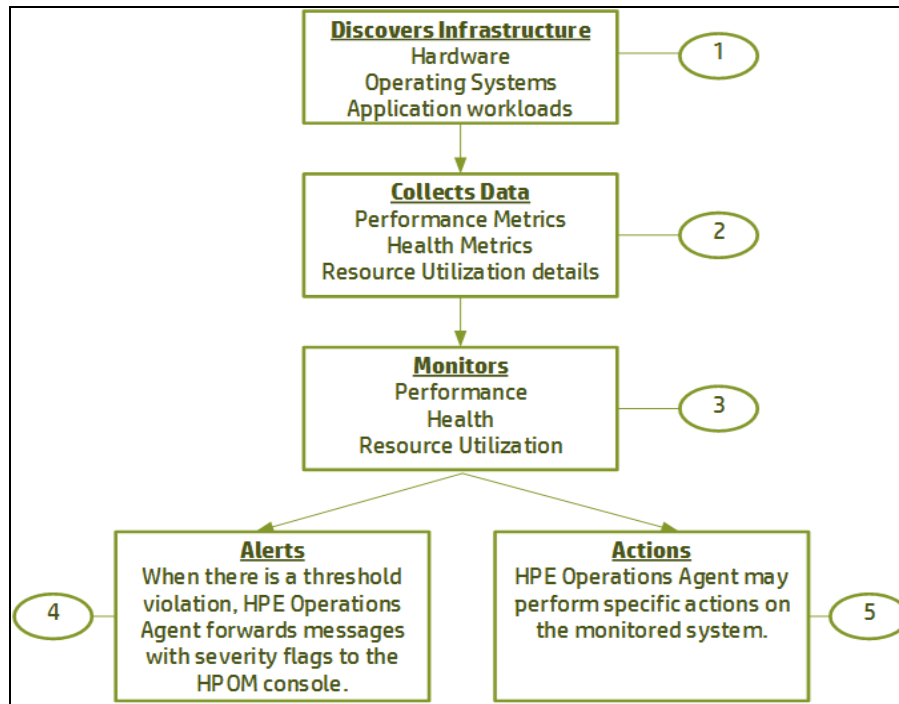 Discovers Infrastructure
Hardware
Operating Systems
Application workloads
1
Collects Data
Performance Metrics
Health Metrics
Resource Utilization details
2
Monitors
Performance
Health
Resource Utilization
3
Alerts
When there is a threshold
violation, HPE Operations
Agent forwards messages
with severity flags to the
HPOM console.
4
Actions
HPE Operations Agent may
perform specific actions on
the monitored system.
5